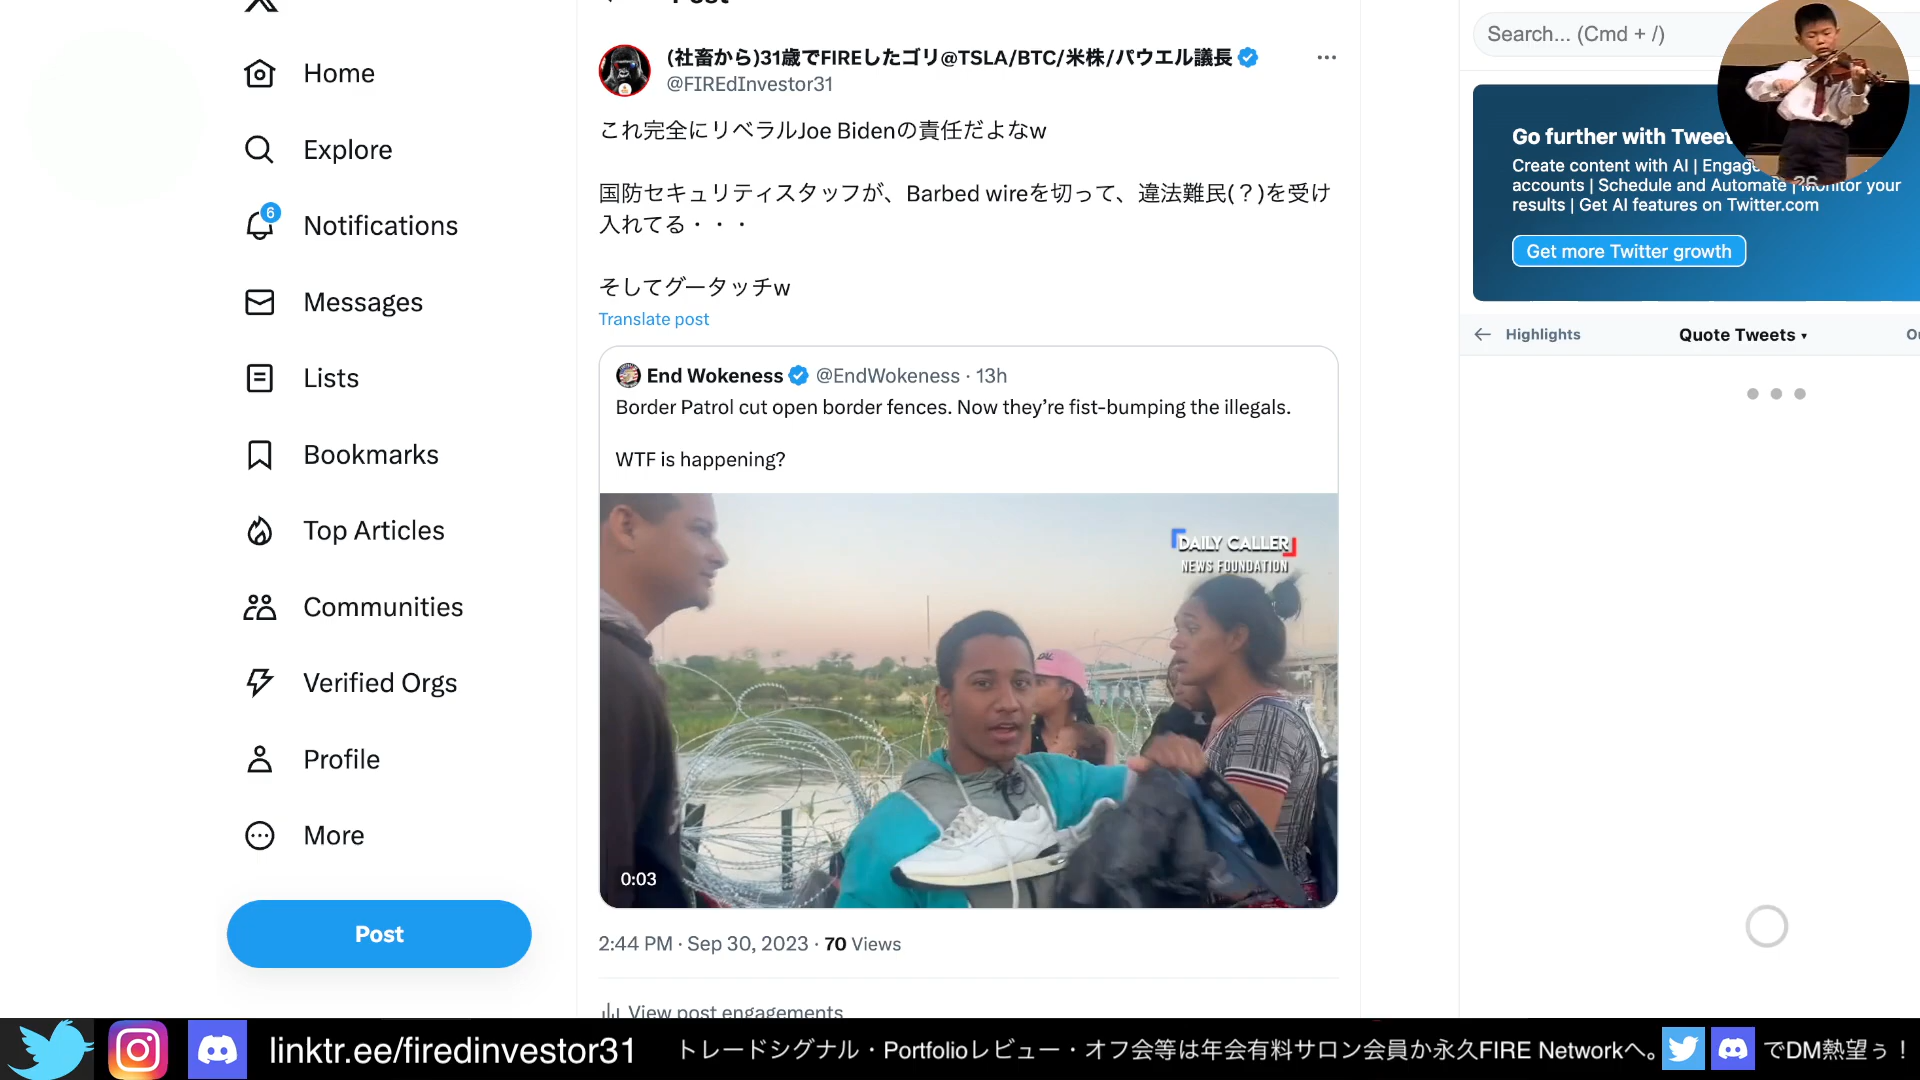 Post
Search... (Cmd + /)
(社畜から)31歳でFIREしたゴリ@TSLA/BTC/米株/パウエル議長
@FIREdInvestor31
Home
Explore
6
Notifications
Messages
Lists
Bookmarks
Top Articles
Communities
Verified Orgs
Profile
More
Post
これ完全にリベラルJoe Bidenの責任だよなw
国防セキュリティスタッフが、Barbed wireを切って、違法難民(？)を受け
入れてる・・・
そしてグータッチw
Translate post
End Wokeness @EndWokeness · 13h
Border Patrol cut open border fences. Now they’re fist-bumping the illegals.
WTF is happening?
DAILY CALLER
NEWS FOUNDATION
0:03
2:44 PM · Sep 30, 2023 · 70 Views
View post engagements
Go further with
Create content with AI |
accounts | Schedule and Automate | Monitor your
results | Get AI features on Twitter.com
Get more Twitter growth
Highlights
Quote Tweets
linktr.ee/firedinvestor31
トレードシグナル・Portfolioレビュー・オフ会等は年会有料サロン会員か永久FIRE Networkへ。
でDM熱望ぅ！